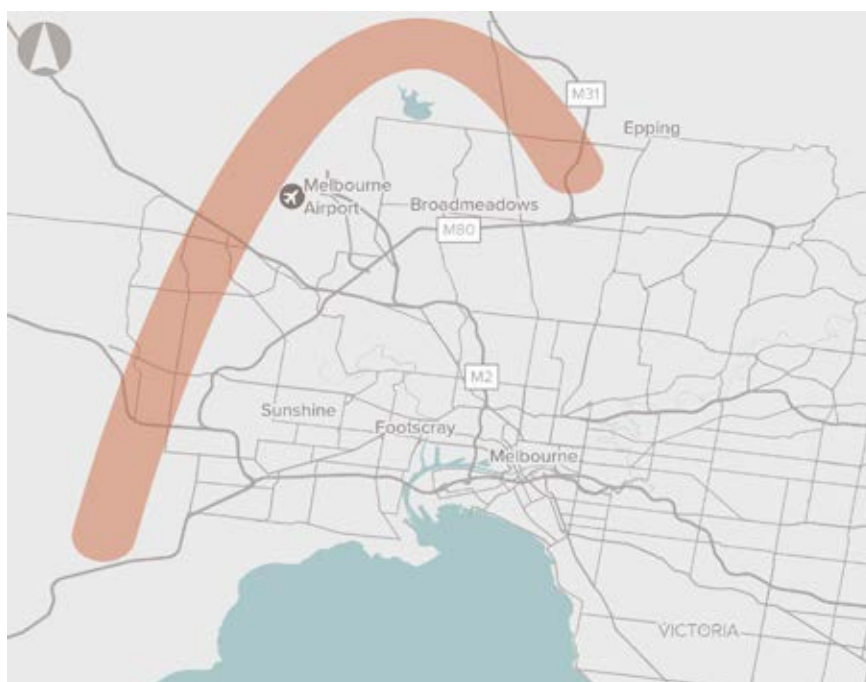 M31
Epping
Melbourne
Airport
Broadmeadows
M80
M2
Sunshine
Footscray
Melbourne
VICTORIA